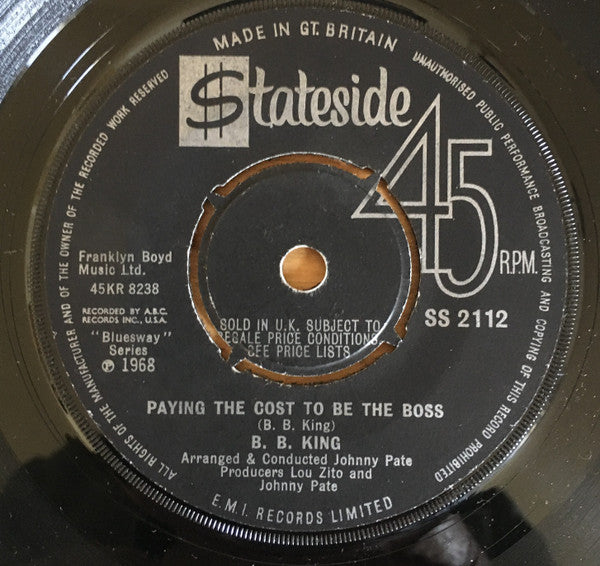 MADE IN GT. BRITAIN
UNAUTHORISED PUBLIC PERFORMANCE BROADCASTING AND COPYING OF THIS RECORD PROHIBITED
ALL RIGHTS OF THE MANUFACTURER AND OF THE OWNER OF THE RECORDED WORK RESERVED
$tateside
45
R.P.M.
Franklyn Boyd
Music Ltd.
45KR 8238
SS 2112
RECORDED BY A.B.C.
RECORDS INC., U.S.A.
"Bluesway"
Series
℗ 1968
SOLD IN U.K. SUBJECT TO
RESALE PRICE CONDITIONS
SEE PRICE LISTS
PAYING THE COST TO BE THE BOSS
(B. B. King)
B. B. KING
Arranged & Conducted Johnny Pate
Producers Lou Zito and
Johnny Pate
E.M.I. RECORDS LIMITED